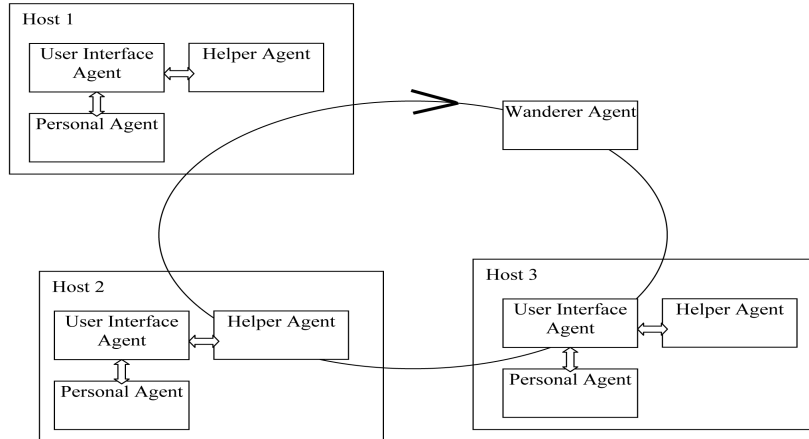 Host 1
User Interface
Agent
Helper Agent
Personal Agent
Wanderer Agent
Host 2
User Interface
Agent
Helper Agent
Personal Agent
Host 3
User Interface
Agent
Helper Agent
Personal Agent